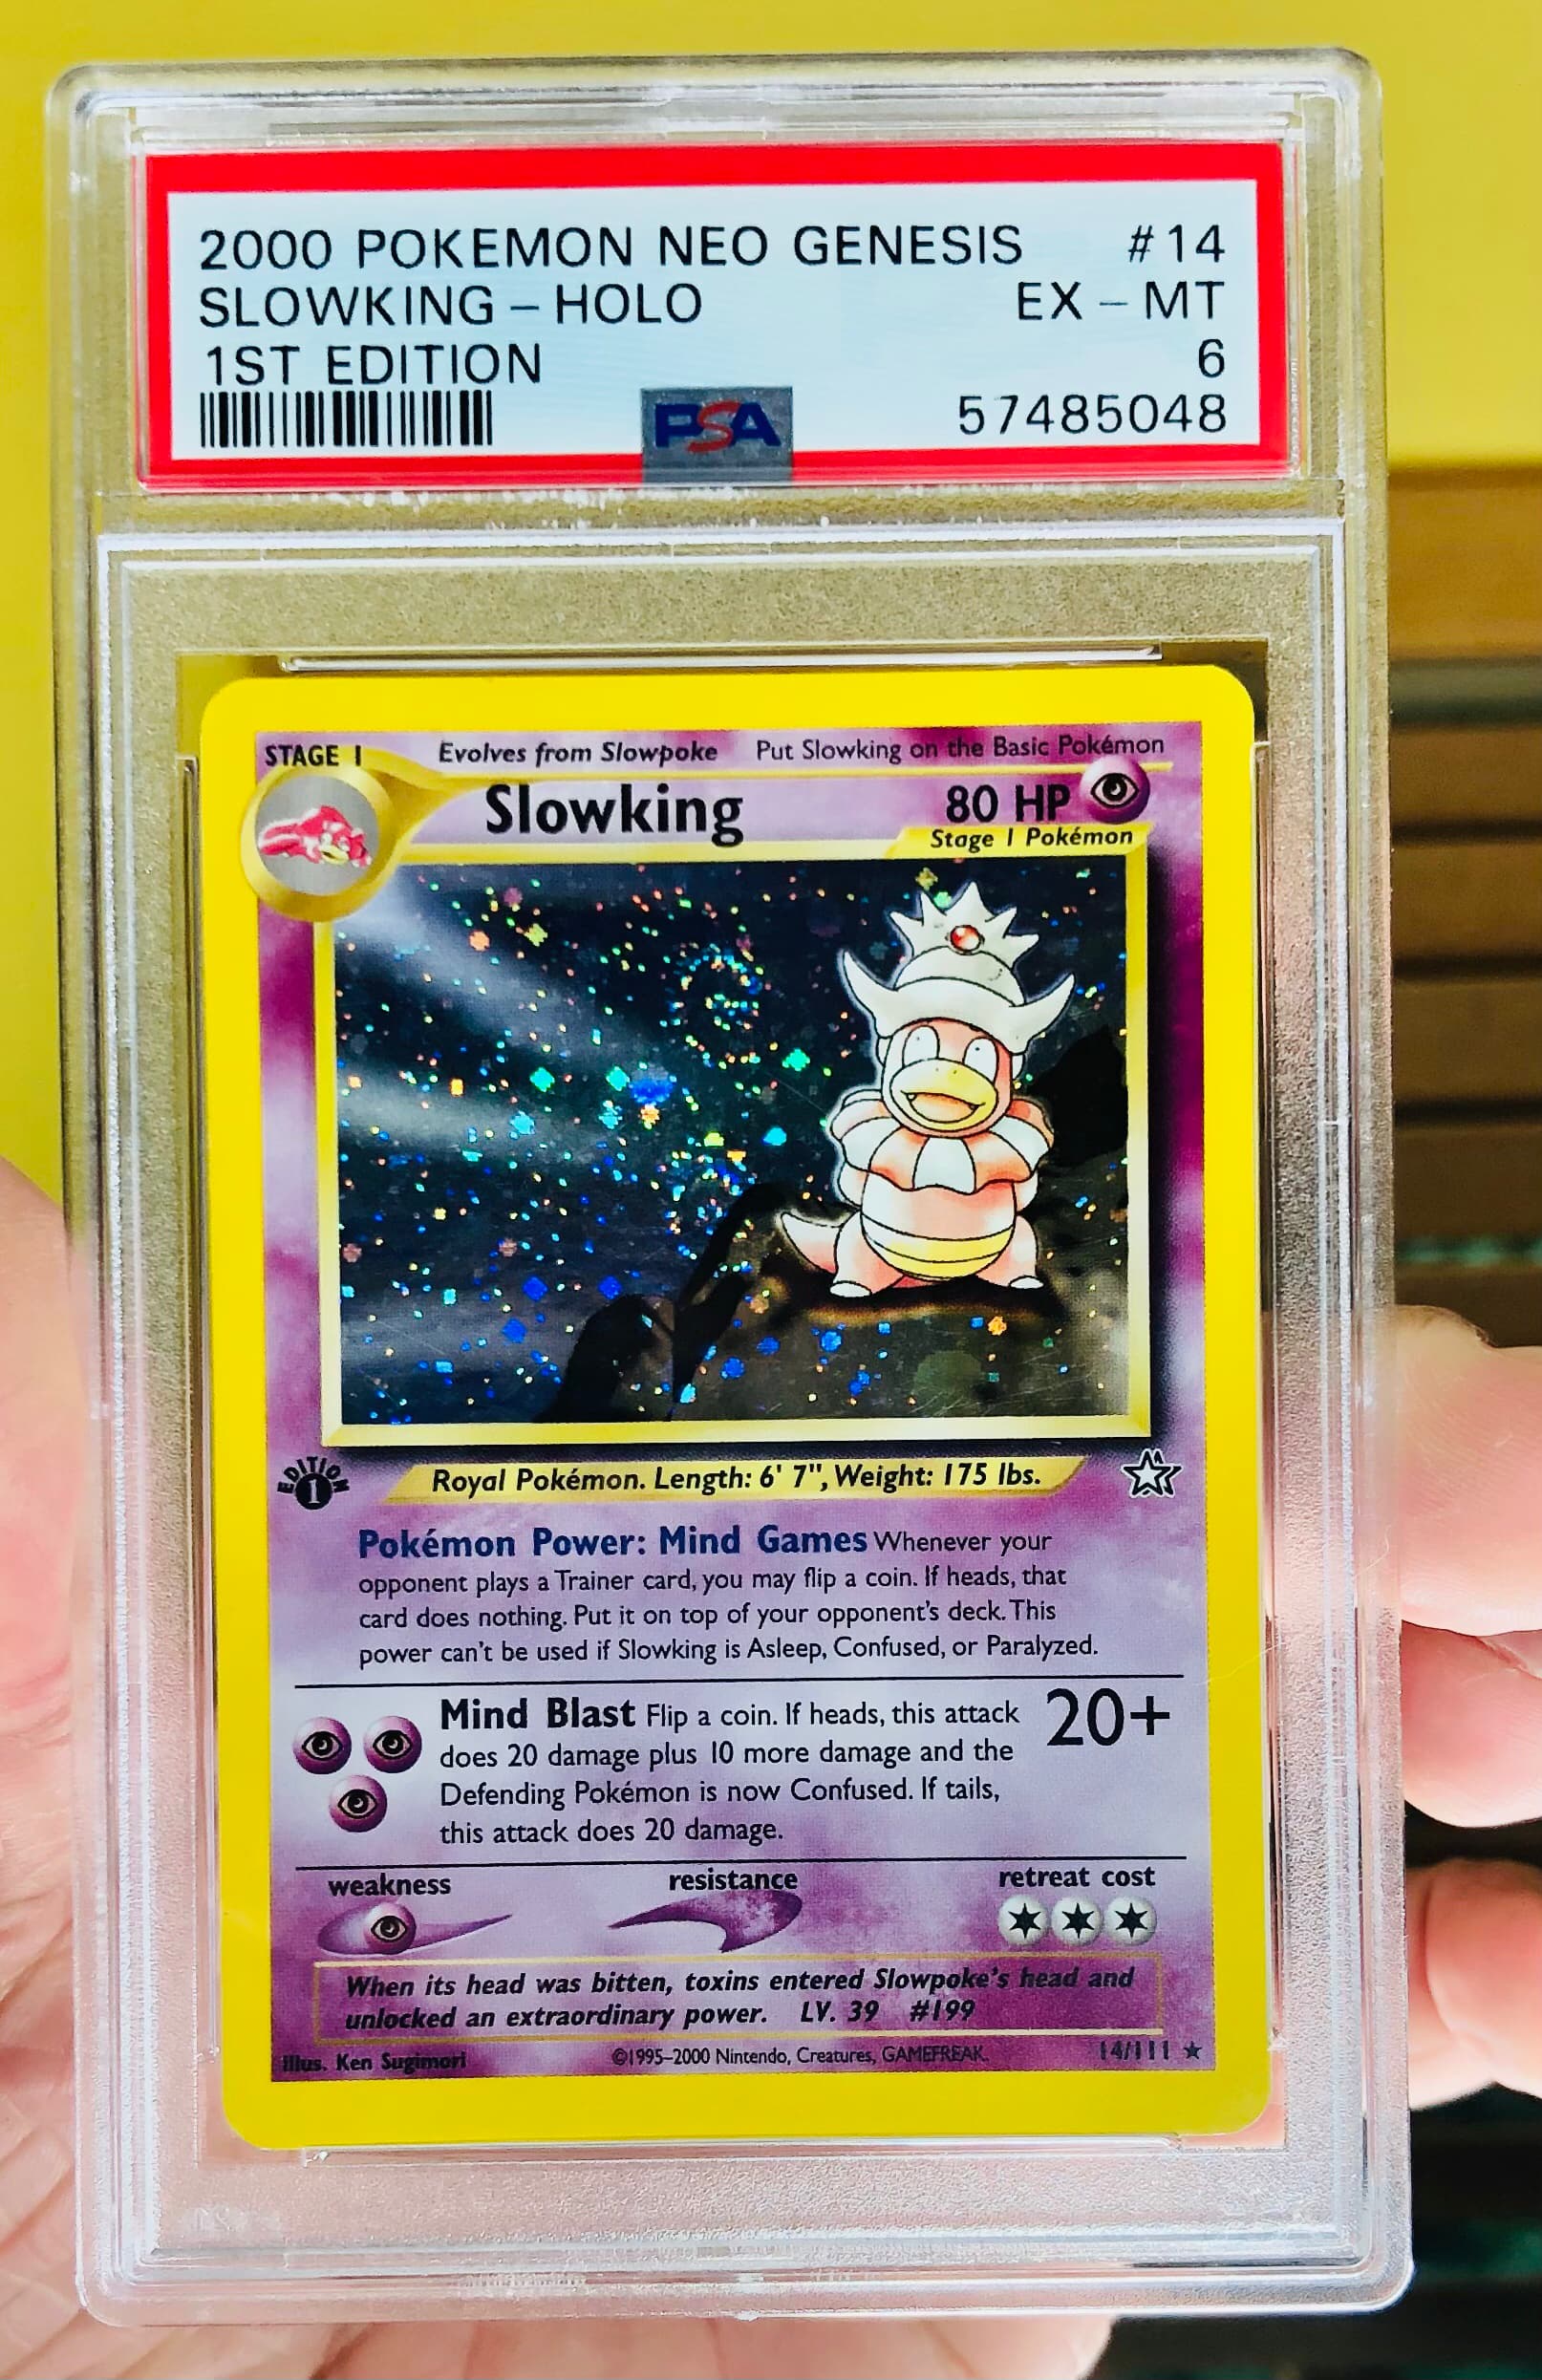 2000 POKEMON NEO GENESIS #14
SLOWKING – HOLO EX – MT
1ST EDITION 6
PSA 57485048
STAGE 1 Evolves from Slowpoke Put Slowking on the Basic Pokémon
Slowking 80 HP
Stage 1 Pokémon
EDITION 1
Royal Pokémon. Length: 6' 7", Weight: 175 lbs.
Pokémon Power: Mind Games Whenever your
opponent plays a Trainer card, you may flip a coin. If heads, that
card does nothing. Put it on top of your opponent's deck. This
power can't be used if Slowking is Asleep, Confused, or Paralyzed.
Mind Blast Flip a coin. If heads, this attack 20+
does 20 damage plus 10 more damage and the
Defending Pokémon is now Confused. If tails,
this attack does 20 damage.
weakness resistance retreat cost
When its head was bitten, toxins entered Slowpoke's head and
unlocked an extraordinary power. LV. 39 #199
Illus. Ken Sugimori ©1995–2000 Nintendo, Creatures, GAMEFREAK. 14/111 ★